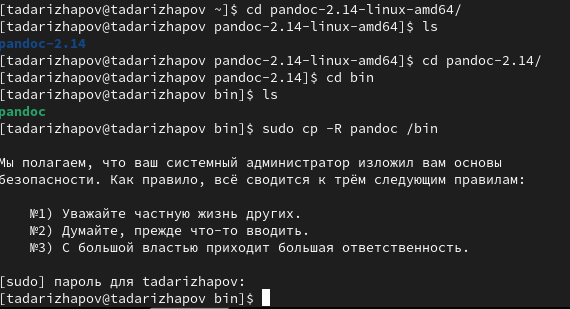 [tadarizhapov@tadarizhapov ~]$ cd pandoc-2.14-linux-amd64/
[tadarizhapov@tadarizhapov pandoc-2.14-linux-amd64]$ ls
pandoc-2.14
[tadarizhapov@tadarizhapov pandoc-2.14-linux-amd64]$ cd pandoc-2.14/
[tadarizhapov@tadarizhapov pandoc-2.14]$ cd bin
[tadarizhapov@tadarizhapov bin]$ ls
pandoc
[tadarizhapov@tadarizhapov bin]$ sudo cp -R pandoc /bin
Мы полагаем, что ваш системный администратор изложил вам основы
безопасности. Как правило, всё сводится к трём следующим правилам:
№1) Уважайте частную жизнь других.
№2) Думайте, прежде что-то вводить.
№3) С большой властью приходит большая ответственность.
[sudo] пароль для tadarizhapov:
[tadarizhapov@tadarizhapov bin]$